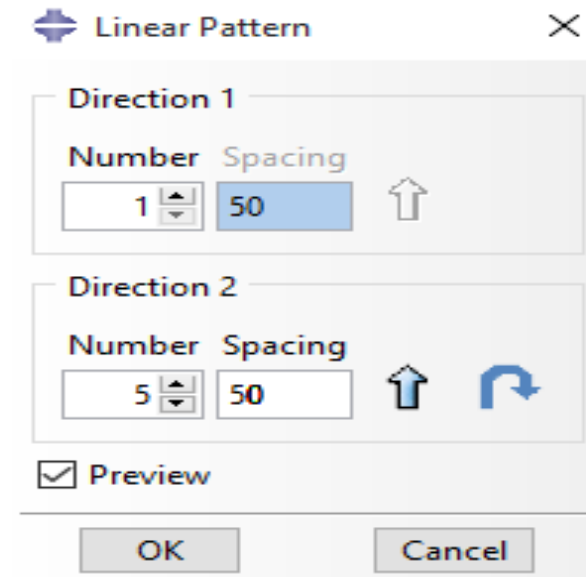 Linear Pattern
Direction 1
Number Spacing
1 50
Direction 2
Number Spacing
5 50
Preview
OK Cancel